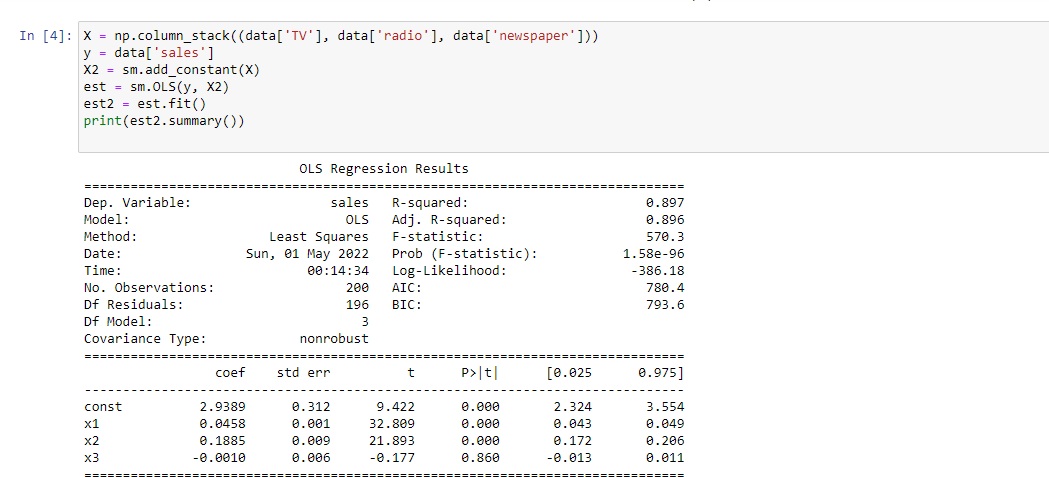 In [4]: X = np.column_stack((data['TV'], data['radio'], data['newspaper']))
y = data['sales']
X2 = sm.add_constant(X)
est = sm.OLS(y, X2)
est2 = est.fit()
print(est2.summary())
OLS Regression Results
==============================================================================
Dep. Variable: sales R-squared: 0.897
Model: OLS Adj. R-squared: 0.896
Method: Least Squares F-statistic: 570.3
Date: Sun, 01 May 2022 Prob (F-statistic): 1.58e-96
Time: 00:14:34 Log-Likelihood: -386.18
No. Observations: 200 AIC: 780.4
Df Residuals: 196 BIC: 793.6
Df Model: 3
Covariance Type: nonrobust
==============================================================================
coef std err t P>|t| [0.025 0.975]
------------------------------------------------------------------------------
const 2.9389 0.312 9.422 0.000 2.324 3.554
x1 0.0458 0.001 32.809 0.000 0.043 0.049
x2 0.1885 0.009 21.893 0.000 0.172 0.206
x3 -0.0010 0.006 -0.177 0.860 -0.013 0.011
==============================================================================